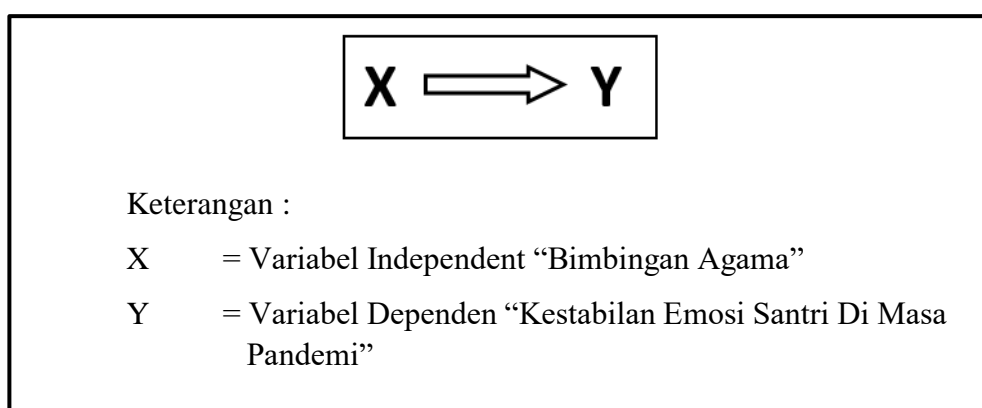 X Y
Keterangan :
X = Variabel Independent “Bimbingan Agama”
Y = Variabel Dependen “Kestabilan Emosi Santri Di Masa
Pandemi”